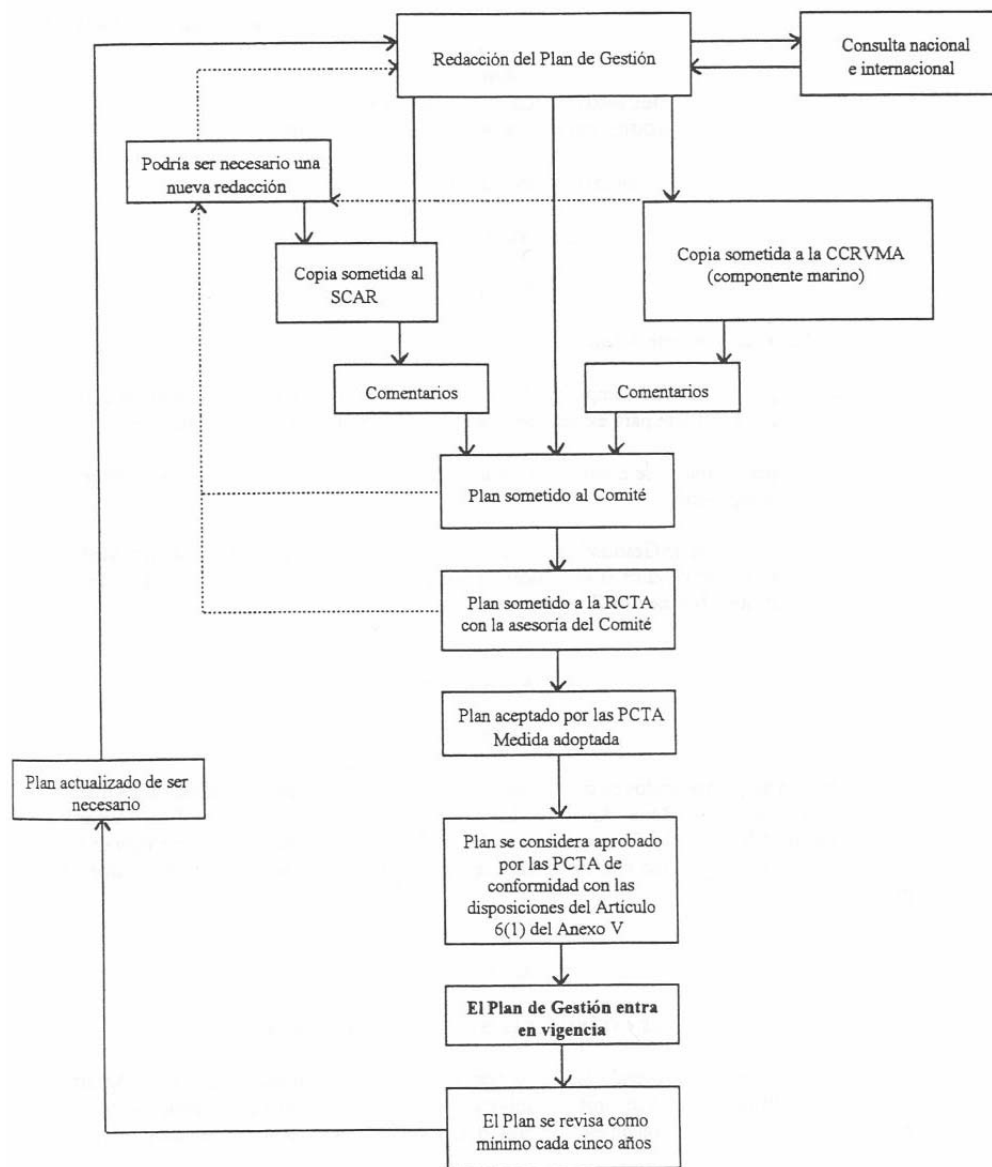 Redacción del Plan de Gestión
Consulta nacional
e internacional
Podría ser necesario una
nueva redacción
Copia sometida al
SCAR
Copia sometida a la CCRVMA
(componente marino)
Comentarios
Comentarios
Plan sometido al Comité
Plan sometido a la RCTA
con la asesoría del Comité
Plan aceptado por las PCTA
Medida adoptada
Plan actualizado de ser
necesario
Plan se considera aprobado
por las PCTA de
conformidad con las
disposiciones del Artículo
6(1) del Anexo V
El Plan de Gestión entra
en vigencia
El Plan se revisa como
mínimo cada cinco años